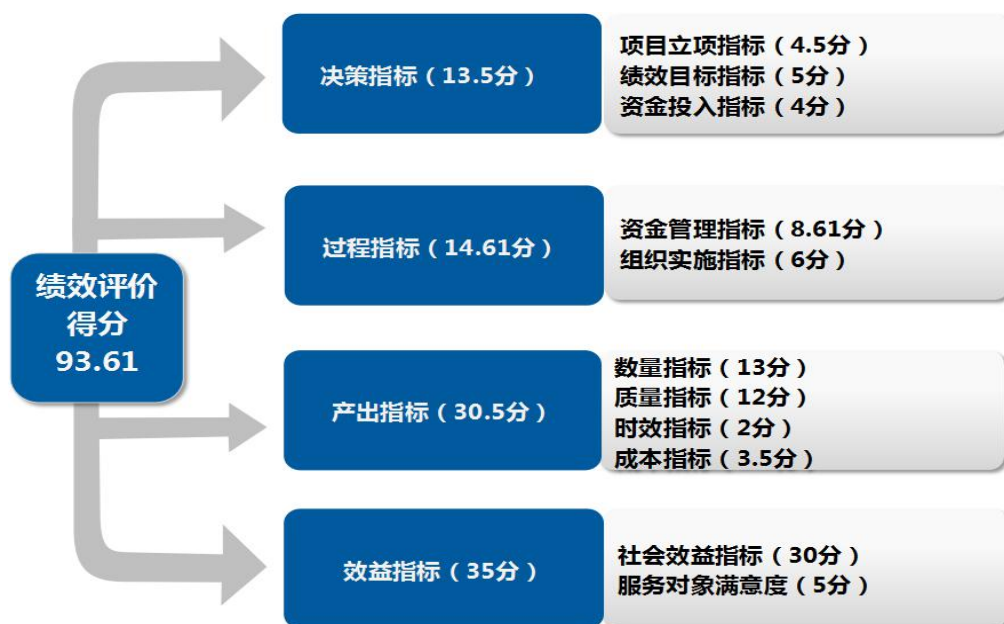 绩效评价
得分
93.61
决策指标（13.5分）
项目立项指标（4.5分）
绩效目标指标（5分）
资金投入指标（4分）
过程指标（14.61分）
资金管理指标（8.61分）
组织实施指标（6分）
产出指标（30.5分）
数量指标（13分）
质量指标（12分）
时效指标（2分）
成本指标（3.5分）
效益指标（35分）
社会效益指标（30分）
服务对象满意度（5分）